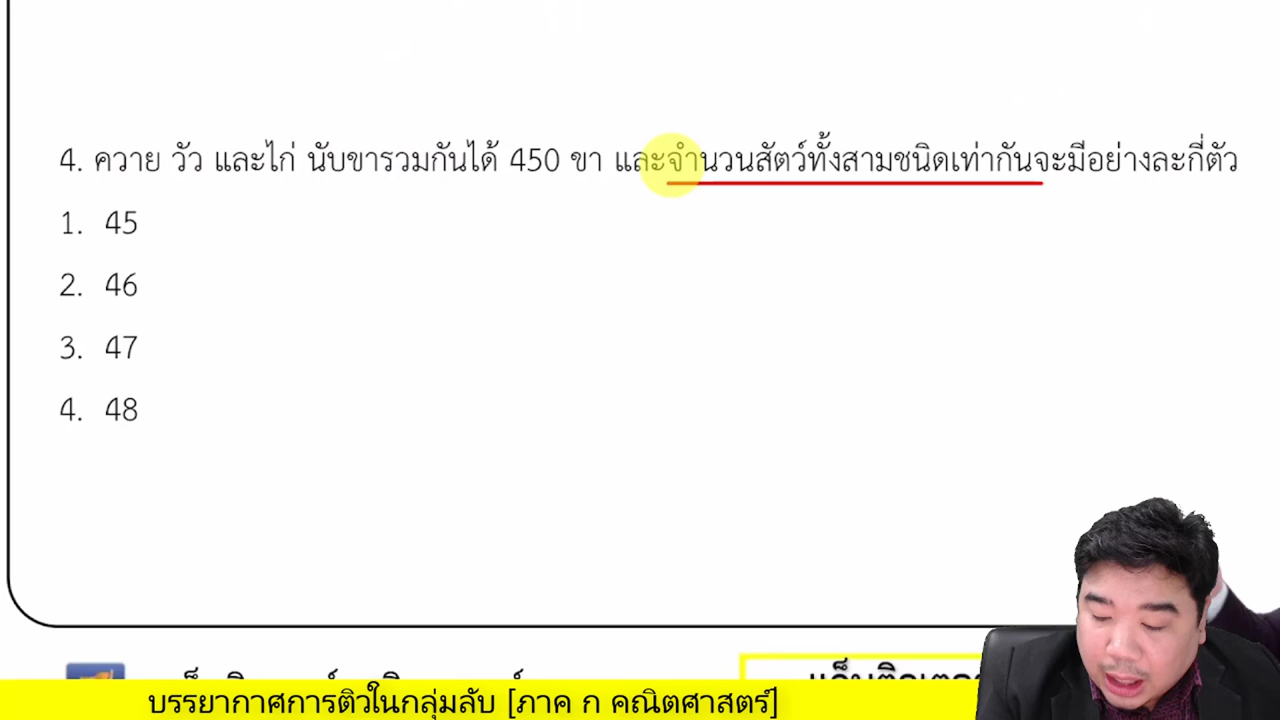 4. ควาย วัว และไก่ นับขารวมกันได้ 450 ขา และจำนวนสัตว์ทั้งสามชนิดเท่ากันจะมีอย่างละกี่ตัว
1. 45
2. 46
3. 47
4. 48
บรรยากาศการติวในกลุ่มลับ [ภาค ก คณิตศาสตร์]